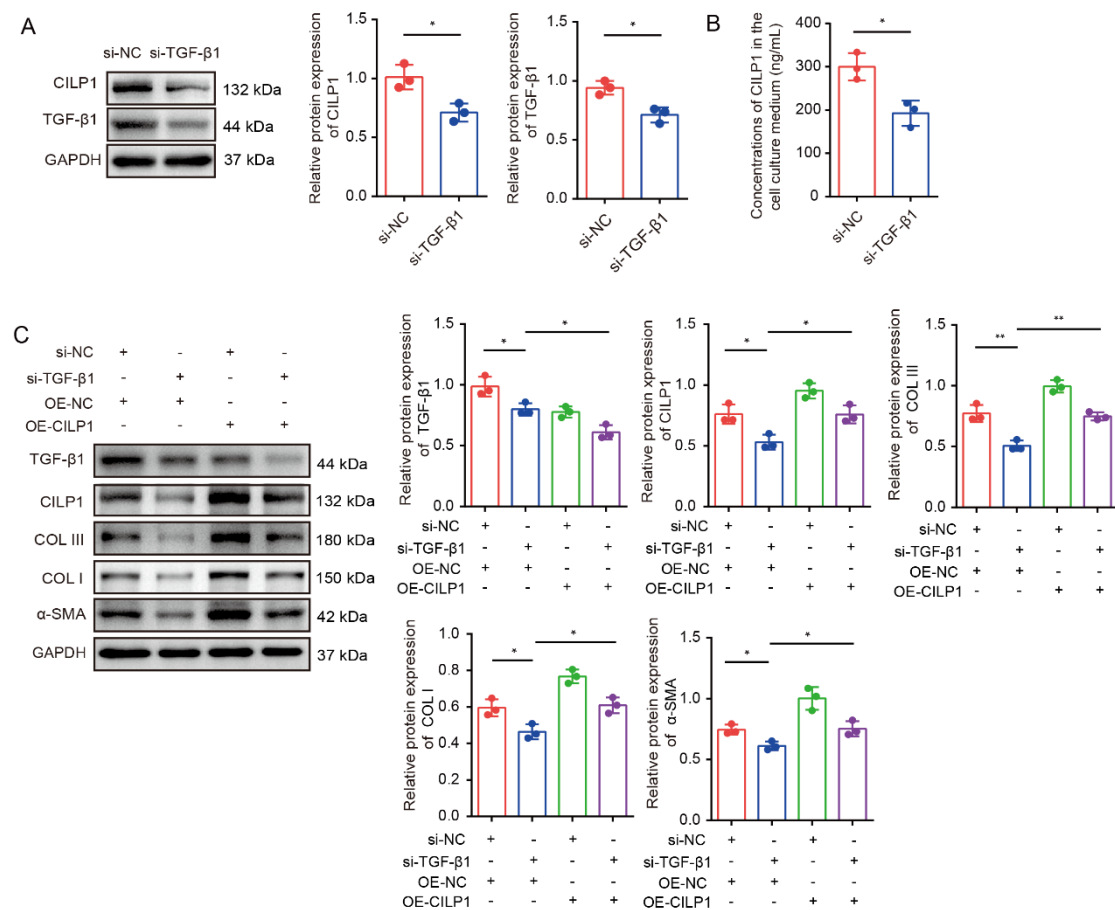 A
si-NC si-TGF-β1
CILP1 132 kDa
TGF-β1 44 kDa
GAPDH 37 kDa
Relative protein expression
of CILP1
1.5
1.0
0.5
0.0
*
si-NC
si-TGF-β1
Relative protein expression
of TGF-β1
1.5
1.0
0.5
0.0
*
si-NC
si-TGF-β1
B
Concentrations of CILP1 in the
cell culture medium (ng/mL)
400
300
200
100
0
*
si-NC
si-TGF-β1
C
si-NC + - + -
si-TGF-β1 - + - +
OE-NC + + - -
OE-CILP1 - - + +
TGF-β1 44 kDa
CILP1 132 kDa
COL III 180 kDa
COL I 150 kDa
α-SMA 42 kDa
GAPDH 37 kDa
Relative protein expression
of TGF-β1
1.5
1.0
0.5
0.0
* *
si-NC + - + -
si-TGF-β1 - + - +
OE-NC + + - -
OE-CILP1 - - + +
Relative protein xpression
of CILP1
1.5
1.0
0.5
0.0
* *
si-NC + - + -
si-TGF-β1 - + - +
OE-NC + + - -
OE-CILP1 - - + +
Relative protein expression
of COL III
1.5
1.0
0.5
0.0
** **
si-NC + - + -
si-TGF-β1 - + - +
OE-NC + + - -
OE-CILP1 - - + +
Relative protein expression
of COL I
1.0
0.8
0.6
0.4
0.2
0.0
* *
si-NC + - + -
si-TGF-β1 - + - +
OE-NC + + - -
OE-CILP1 - - + +
Relative protein expression
of α-SMA
1.5
1.0
0.5
0.0
* *
si-NC + - + -
si-TGF-β1 - + - +
OE-NC + + - -
OE-CILP1 - - + +